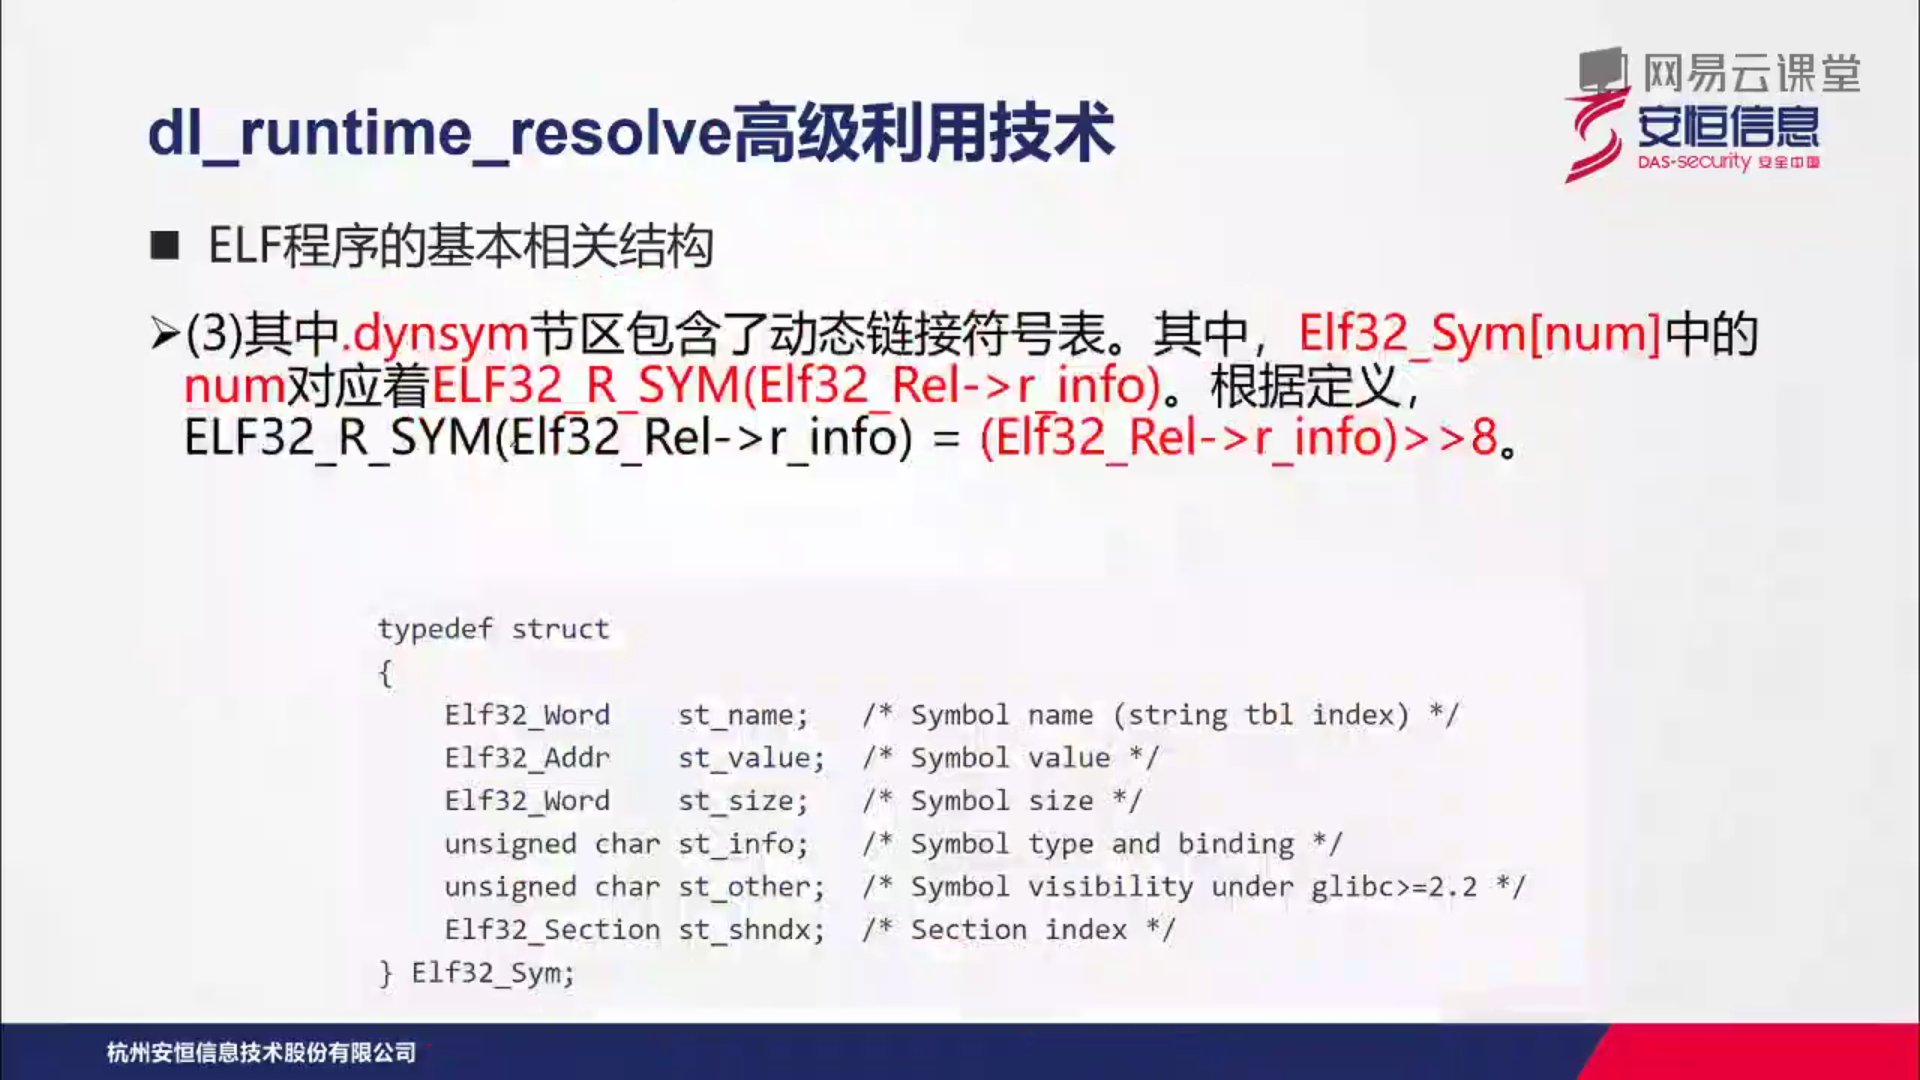 网易云课堂
安恒信息
DAS-security 安全中国
dl_runtime_resolve高级利用技术
■ ELF程序的基本相关结构
➢(3)其中.dynsym节区包含了动态链接符号表。其中，Elf32_Sym[num]中的
num对应着ELF32_R_SYM(Elf32_Rel->r_info)。根据定义，
ELF32_R_SYM(Elf32_Rel->r_info) = (Elf32_Rel->r_info)>>8。
typedef struct
{
    Elf32_Word    st_name;   /* Symbol name (string tbl index) */
    Elf32_Addr    st_value;  /* Symbol value */
    Elf32_Word    st_size;   /* Symbol size */
    unsigned char st_info;   /* Symbol type and binding */
    unsigned char st_other;  /* Symbol visibility under glibc>=2.2 */
    Elf32_Section st_shndx;  /* Section index */
} Elf32_Sym;
杭州安恒信息技术股份有限公司